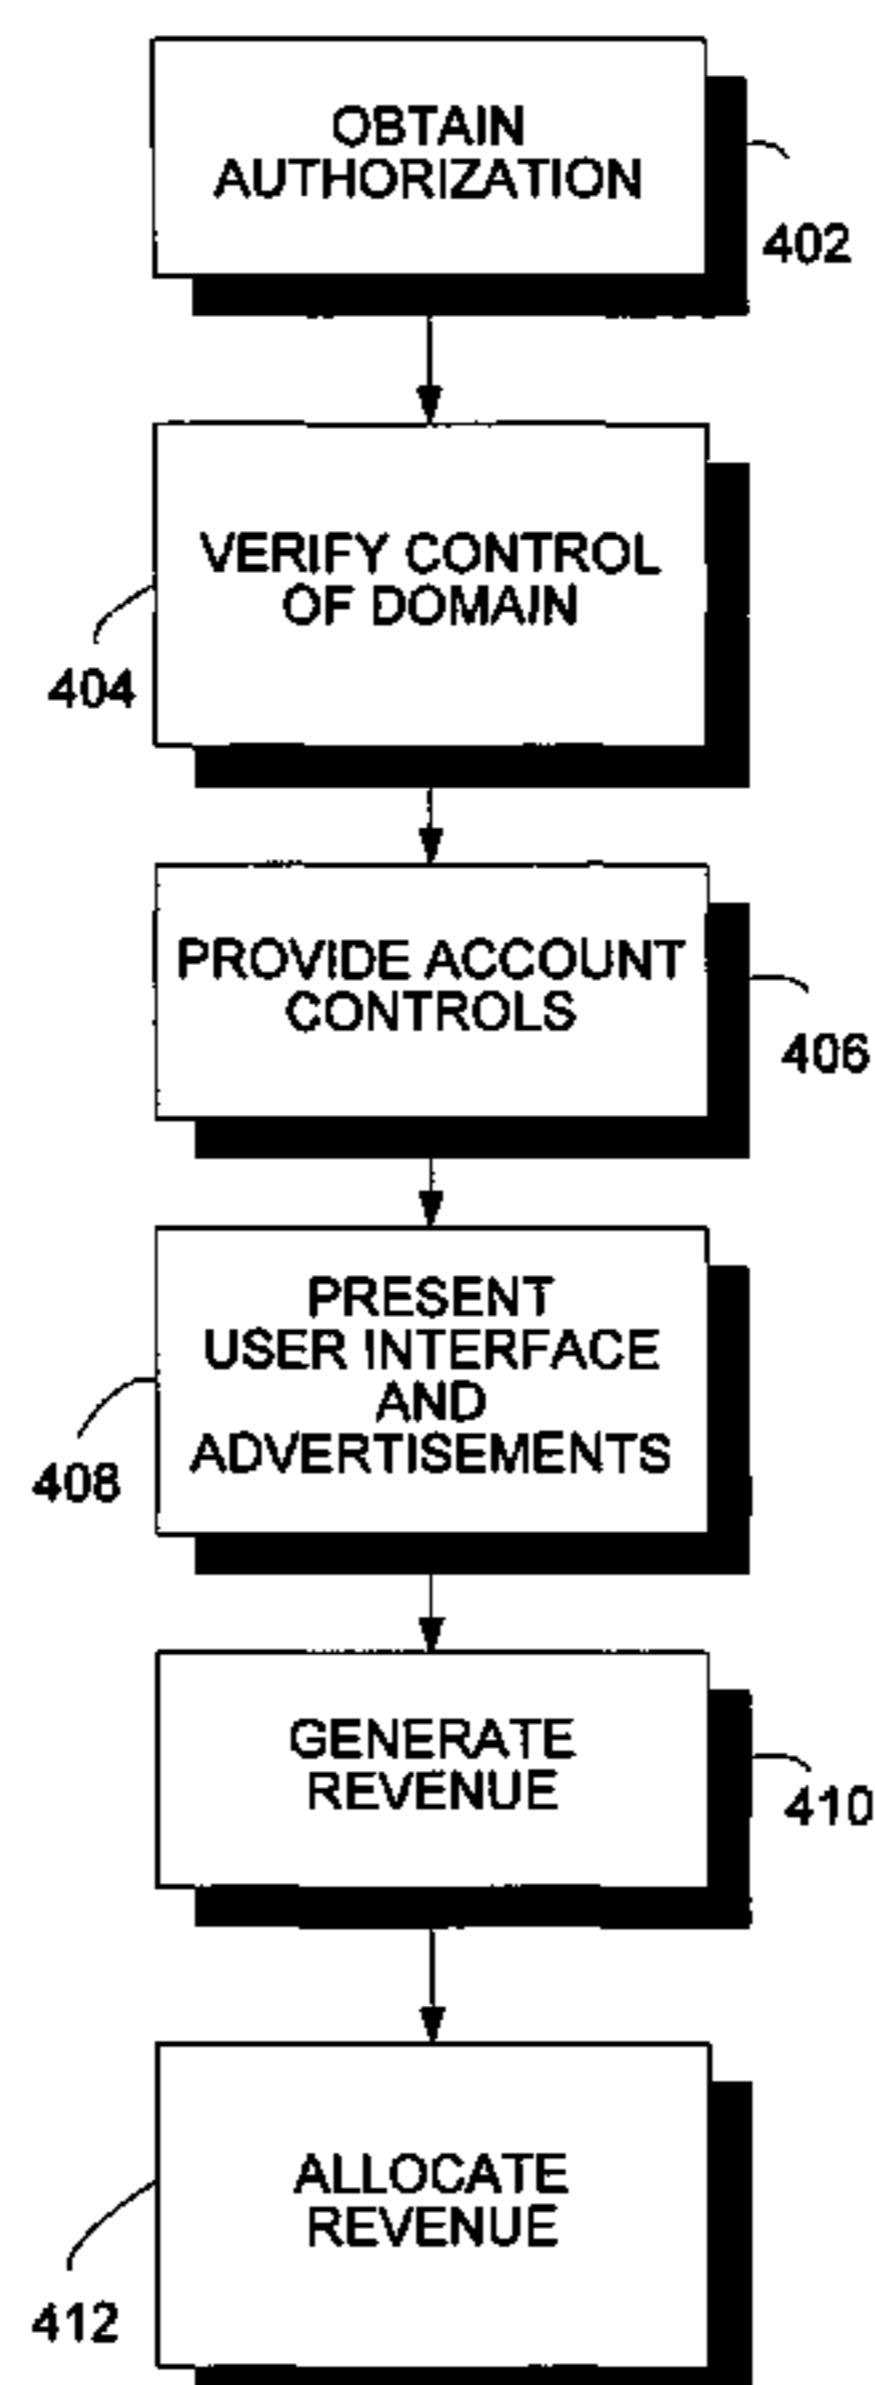 OBTAIN
AUTHORIZATION
402
VERIFY CONTROL
OF DOMAIN
404
PROVIDE ACCOUNT
CONTROLS
406
PRESENT
USER INTERFACE
AND
ADVERTISEMENTS
408
GENERATE
REVENUE
410
ALLOCATE
REVENUE
412